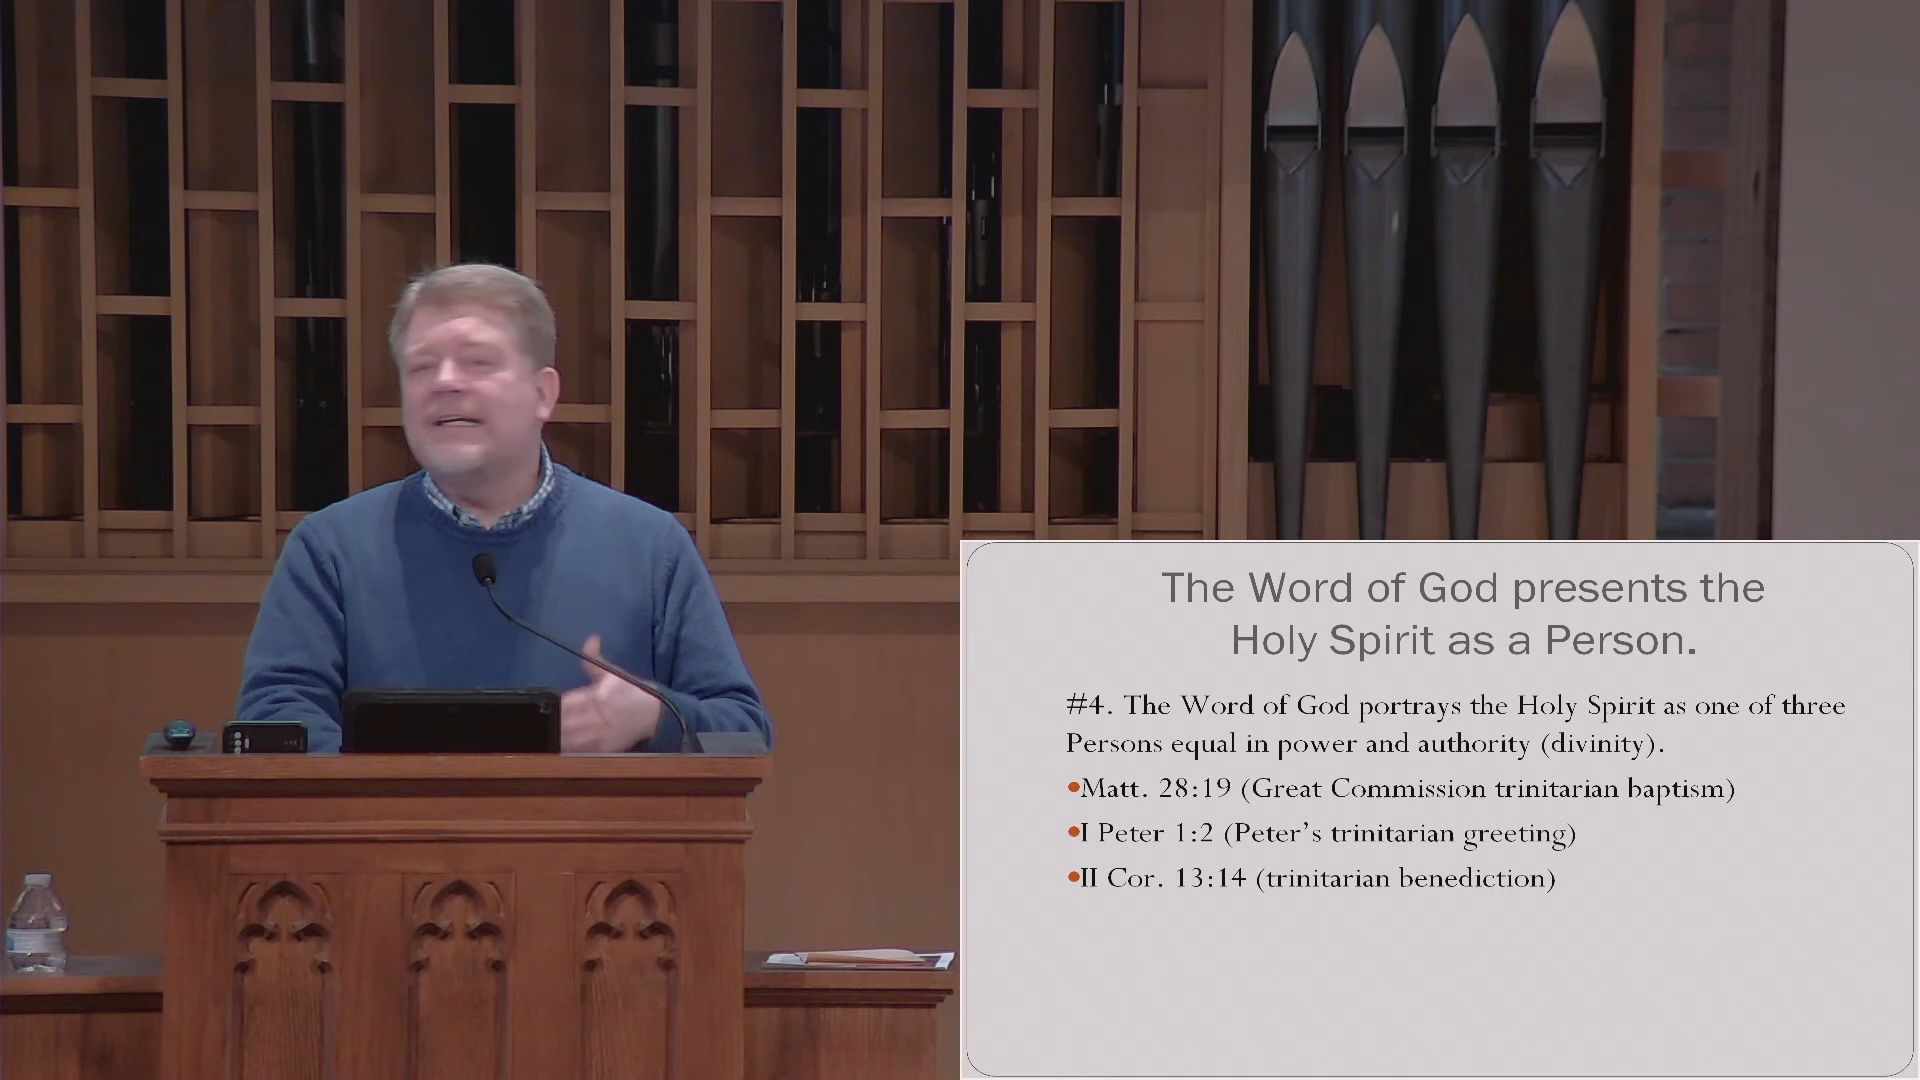 The Word of God presents the
Holy Spirit as a Person.
#4. The Word of God portrays the Holy Spirit as one of three
Persons equal in power and authority (divinity).
•Matt. 28:19 (Great Commission trinitarian baptism)
•I Peter 1:2 (Peter’s trinitarian greeting)
•II Cor. 13:14 (trinitarian benediction)